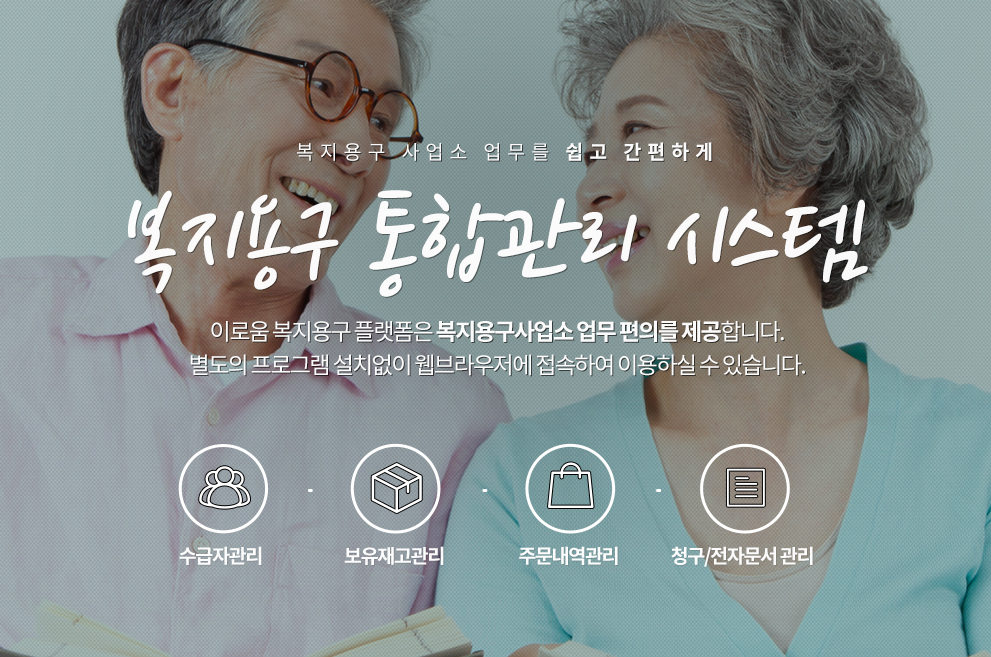 복지용구 사업소 업무를 쉽고 간편하게
복지용구 통합관리 시스템
이로움 복지용구 플랫폼은 복지용구사업소 업무 편의를 제공합니다.
별도의 프로그램 설치없이 웹브라우저에 접속하여 이용하실 수 있습니다.
수급자관리 - 보유재고관리 - 주문내역관리 - 청구/전자문서 관리